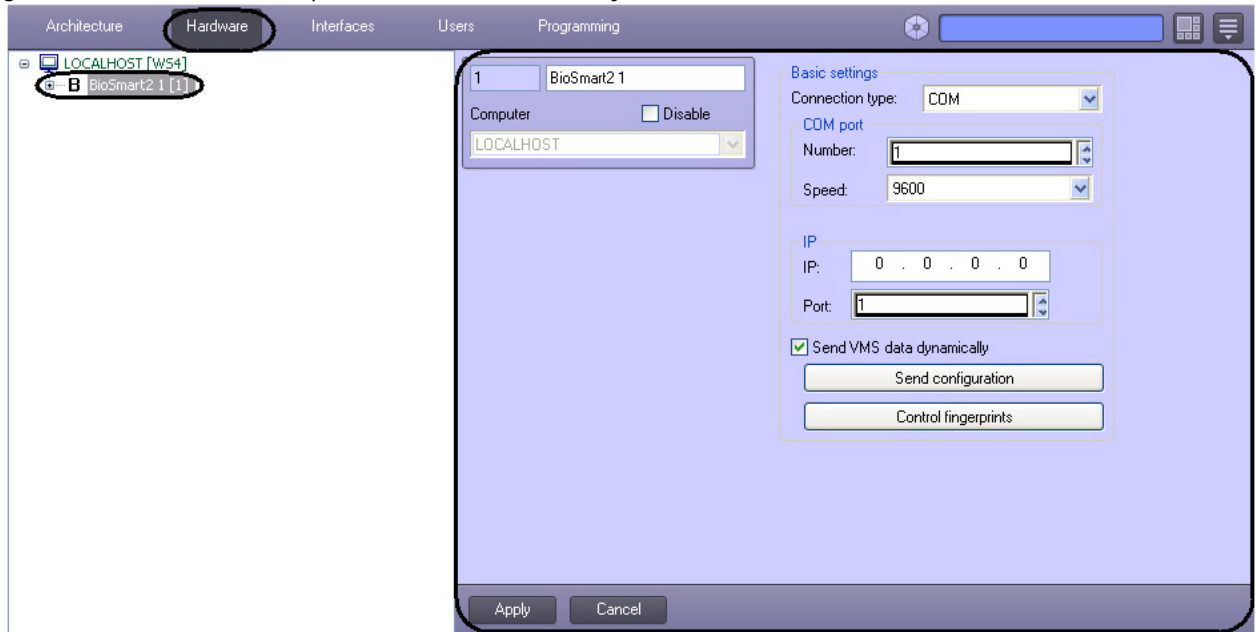 Architecture Hardware Interfaces Users Programming
LOCALHOST [WS4]
B BioSmart2 1 [1]
1 BioSmart2 1
Computer Disable
LOCALHOST
Basic settings
Connection type: COM
COM port
Number: 1
Speed: 9600
IP
IP: 0 . 0 . 0 . 0
Port: 1
Send VMS data dynamically
Send configuration
Control fingerprints
Apply Cancel